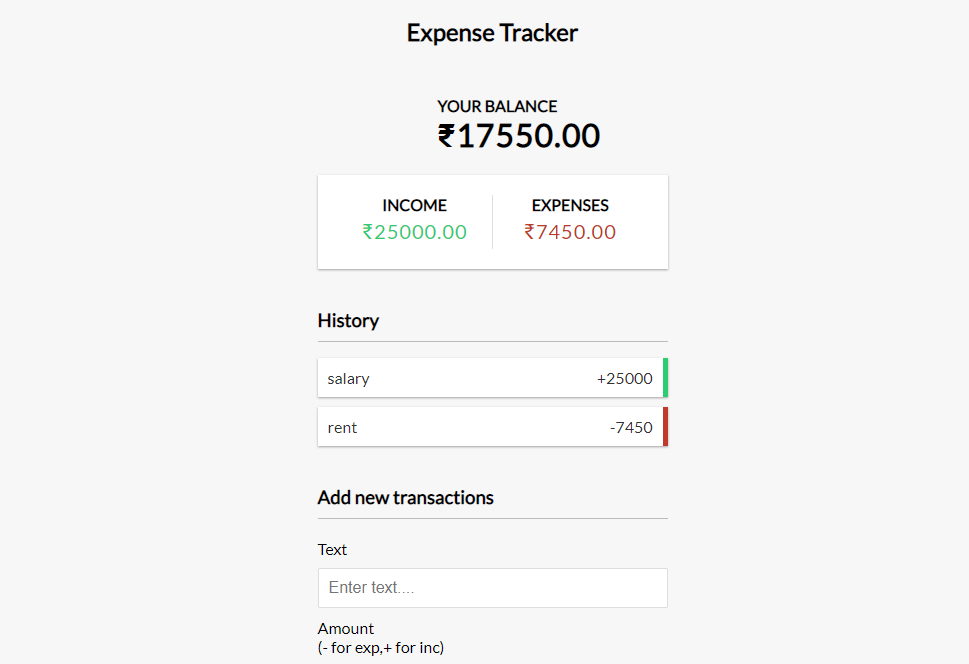 Expense Tracker
YOUR BALANCE
₹17550.00
INCOME EXPENSES
₹25000.00 ₹7450.00
History
salary +25000
rent -7450
Add new transactions
Text
Enter text....
Amount
(- for exp,+ for inc)